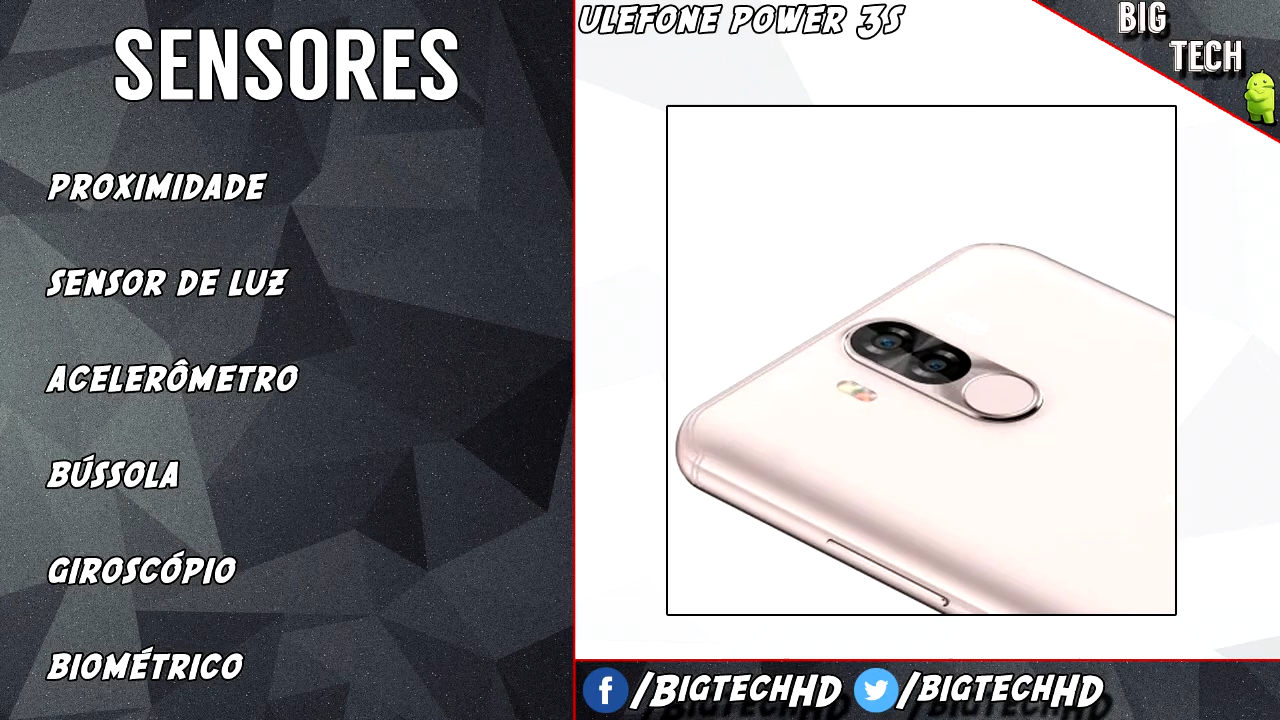 SENSORES
PROXIMIDADE
SENSOR DE LUZ
ACELERÔMETRO
BÚSSOLA
GIROSCÓPIO
BIOMÉTRICO
ULEFONE POWER 3S
BIG
TECH
/BIGTECHHD
/BIGTECHHD